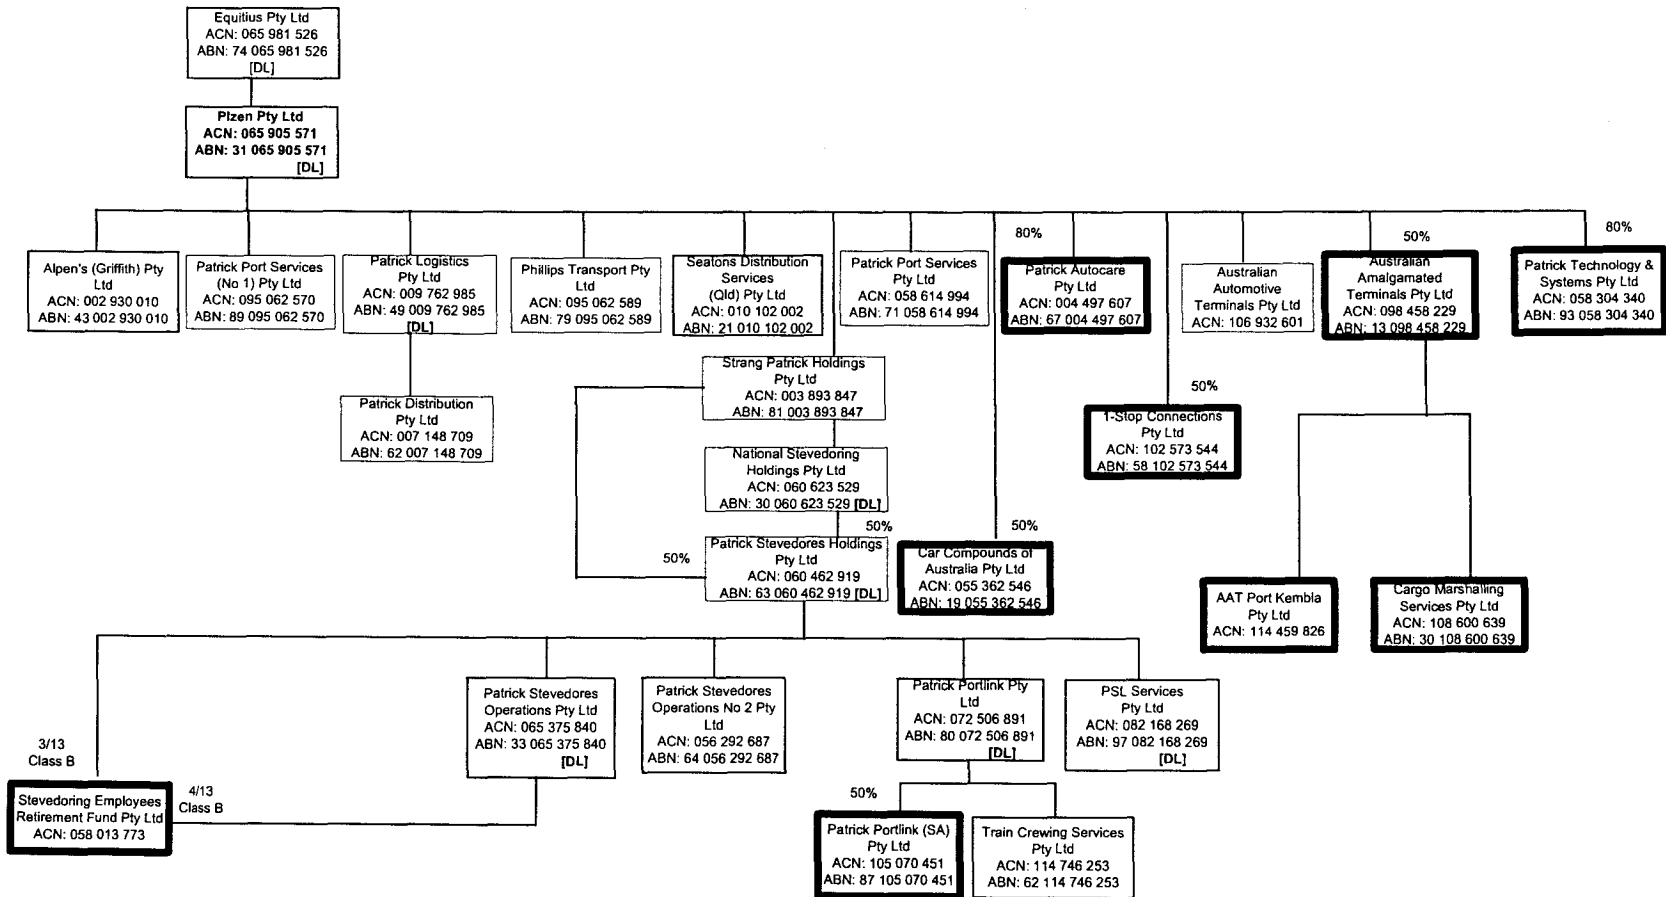 Equitius Pty Ltd
ACN: 065 981 526
ABN: 74 065 981 526
[DL]
Plzen Pty Ltd
ACN: 065 905 571
ABN: 31 065 905 571
[DL]
Alpen's (Griffith) Pty
Ltd
ACN: 002 930 010
ABN: 43 002 930 010
Patrick Port Services
(No 1) Pty Ltd
ACN: 095 062 570
ABN: 89 095 062 570
Patrick Logistics
Pty Ltd
ACN: 009 762 985
ABN: 49 009 762 985
[DL]
Phillips Transport Pty
Ltd
ACN: 095 062 589
ABN: 79 095 062 589
Seatons Distribution
Services
(Qld) Pty Ltd
ACN: 010 102 002
ABN: 21 010 102 002
Patrick Port Services
Pty Ltd
ACN: 058 614 994
ABN: 71 058 614 994
80%
Patrick Autocare
Pty Ltd
ACN: 004 497 607
ABN: 67 004 497 607
Australian
Automotive
Terminals Pty Ltd
ACN: 106 932 601
50%
Australian
Amalgamated
Terminals Pty Ltd
ACN: 098 458 229
ABN: 13 098 458 229
80%
Patrick Technology &
Systems Pty Ltd
ACN: 058 304 340
ABN: 93 058 304 340
Patrick Distribution
Pty Ltd
ACN: 007 148 709
ABN: 62 007 148 709
Strang Patrick Holdings
Pty Ltd
ACN: 003 893 847
ABN: 81 003 893 847
50%
1-Stop Connections
Pty Ltd
ACN: 102 573 544
ABN: 58 102 573 544
National Stevedoring
Holdings Pty Ltd
ACN: 060 623 529
ABN: 30 060 623 529 [DL]
50%
50%
Patrick Stevedores Holdings
Pty Ltd
ACN: 060 462 919
ABN: 63 060 462 919 [DL]
50%
Car Compounds of
Australia Pty Ltd
ACN: 055 362 546
ABN: 19 055 362 546
AAT Port Kembla
Pty Ltd
ACN: 114 459 826
Cargo Marshalling
Services Pty Ltd
ACN: 108 600 639
ABN: 30 108 600 639
Patrick Stevedores
Operations Pty Ltd
ACN: 065 375 840
ABN: 33 065 375 840
[DL]
Patrick Stevedores
Operations No 2 Pty
Ltd
ACN: 056 292 687
ABN: 64 056 292 687
Patrick Portlink Pty
Ltd
ACN: 072 506 891
ABN: 80 072 506 891
[DL]
PSL Services
Pty Ltd
ACN: 082 168 269
ABN: 97 082 168 269
[DL]
3/13
Class B
Stevedoring Employees
Retirement Fund Pty Ltd
ACN: 058 013 773
4/13
Class B
50%
Patrick Portlink (SA)
Pty Ltd
ACN: 105 070 451
ABN: 87 105 070 451
Train Crewing Services
Pty Ltd
ACN: 114 746 253
ABN: 62 114 746 253